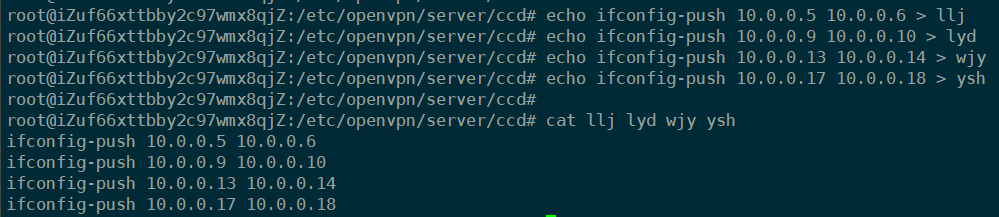 root@iZuf66xttbby2c97wmx8qjZ:/etc/openvpn/server/ccd# echo ifconfig-push 10.0.0.5 10.0.0.6 > llj
root@iZuf66xttbby2c97wmx8qjZ:/etc/openvpn/server/ccd# echo ifconfig-push 10.0.0.9 10.0.0.10 > lyd
root@iZuf66xttbby2c97wmx8qjZ:/etc/openvpn/server/ccd# echo ifconfig-push 10.0.0.13 10.0.0.14 > wjy
root@iZuf66xttbby2c97wmx8qjZ:/etc/openvpn/server/ccd# echo ifconfig-push 10.0.0.17 10.0.0.18 > ysh
root@iZuf66xttbby2c97wmx8qjZ:/etc/openvpn/server/ccd#
root@iZuf66xttbby2c97wmx8qjZ:/etc/openvpn/server/ccd# cat llj lyd wjy ysh
ifconfig-push 10.0.0.5 10.0.0.6
ifconfig-push 10.0.0.9 10.0.0.10
ifconfig-push 10.0.0.13 10.0.0.14
ifconfig-push 10.0.0.17 10.0.0.18